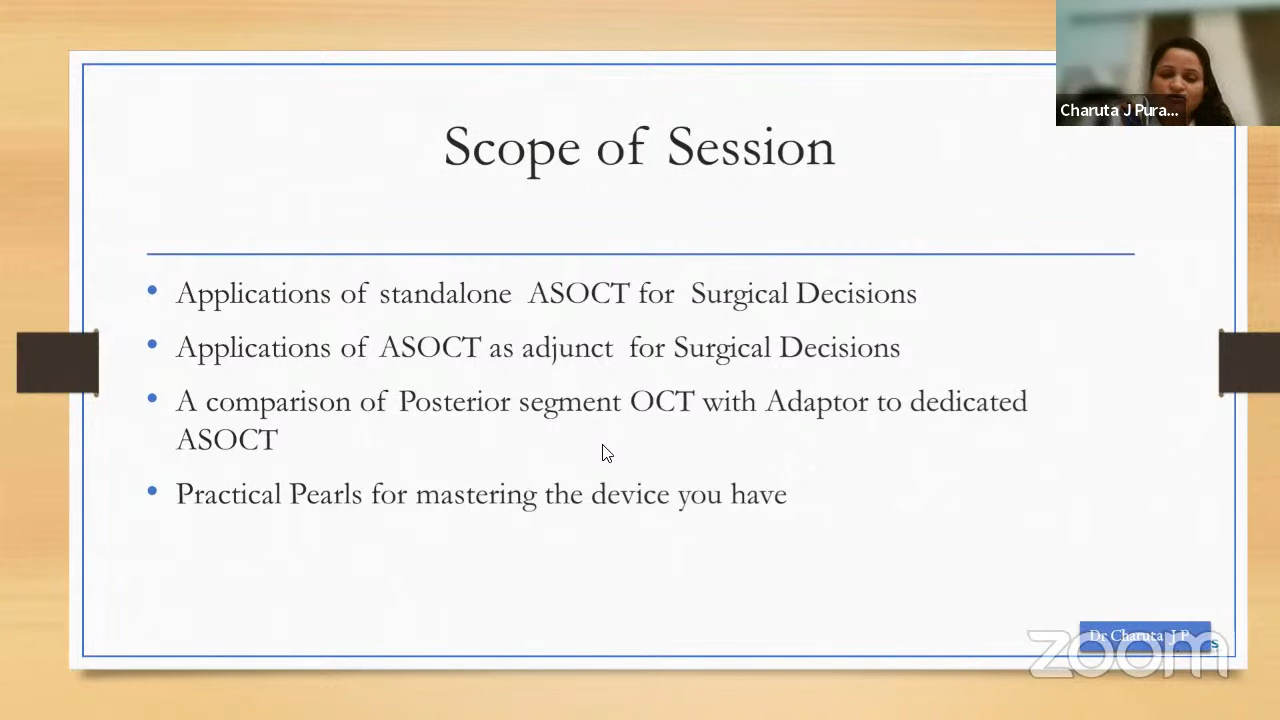 Charuta J Pura...
Scope of Session
• Applications of standalone ASOCT for Surgical Decisions
• Applications of ASOCT as adjunct for Surgical Decisions
• A comparison of Posterior segment OCT with Adaptor to dedicated
ASOCT
• Practical Pearls for mastering the device you have
Dr Charuta J P
s
zoom